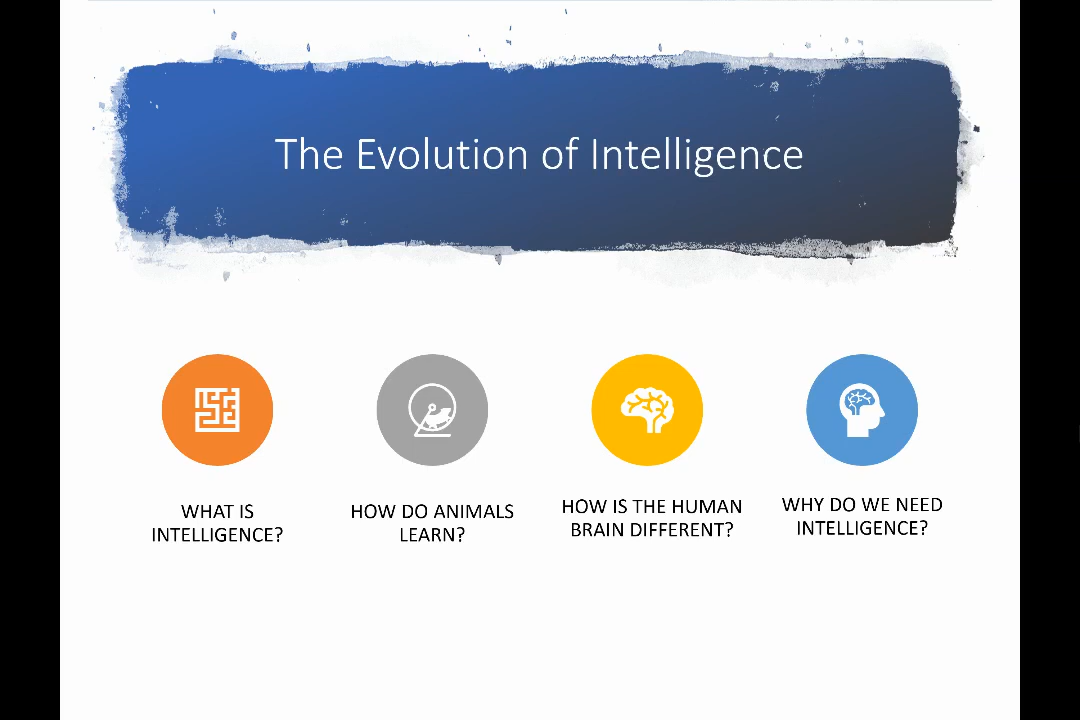 The Evolution of Intelligence
WHAT IS
INTELLIGENCE?
HOW DO ANIMALS
LEARN?
HOW IS THE HUMAN
BRAIN DIFFERENT?
WHY DO WE NEED
INTELLIGENCE?